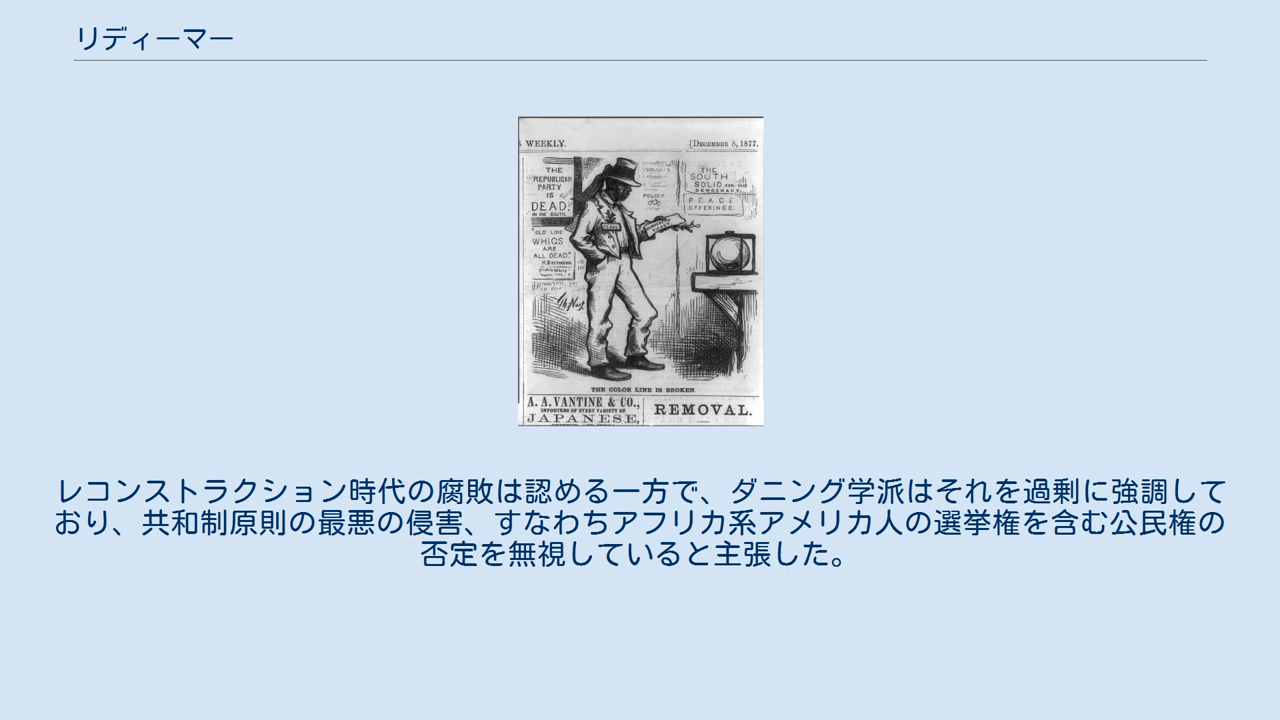 リディーマー
WEEKLY.
[DECEMBER 8, 1877.
THE
REPUBLICAN
PARTY
IS
DEAD.
IN THE SOUTH.
"OLD LINE
WHIGS
ARE
ALL DEAD."
POLICY
THE
SOUTH
SOLID. FOR THE
DEMOCRACY.
PEACE
OFFERINGS.
Th. Nast
THE COLOR LINE IS BROKEN.
A. A. VANTINE & CO.,
IMPORTERS OF EVERY VARIETY OF
JAPANESE,
REMOVAL.
レコンストラクション時代の腐敗は認める一方で、ダニング学派はそれを過剰に強調して
おり、共和制原則の最悪の侵害、すなわちアフリカ系アメリカ人の選挙権を含む公民権の
否定を無視していると主張した。